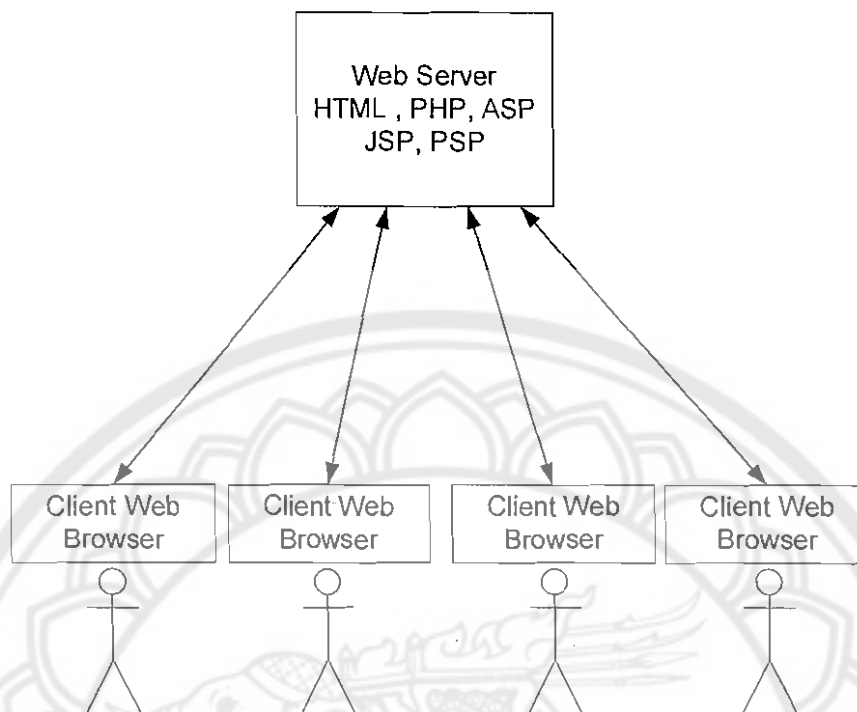 Web Server
HTML , PHP, ASP
JSP, PSP
Client Web
Browser
Client Web
Browser
Client Web
Browser
Client Web
Browser